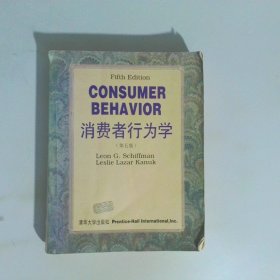 Fifth Edition
CONSUMER
BEHAVIOR
消费者行为学
(第五版)
Leon G. Schiffman
Leslie Lazar Kanuk
清华大学出版社 Prentice-Hall International, Inc.